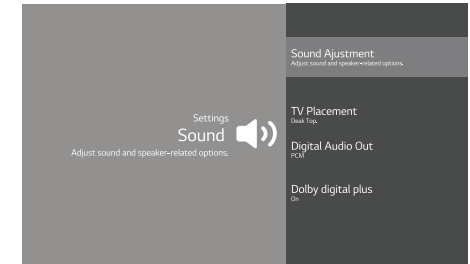 Settings
Sound
Adjust sound and speaker-related options.
Sound Ajustment
Adjust sound and speaker-related options.
TV Placement
Deak Top.
Digital Audio Out
PCM
Dolby digital plus
On